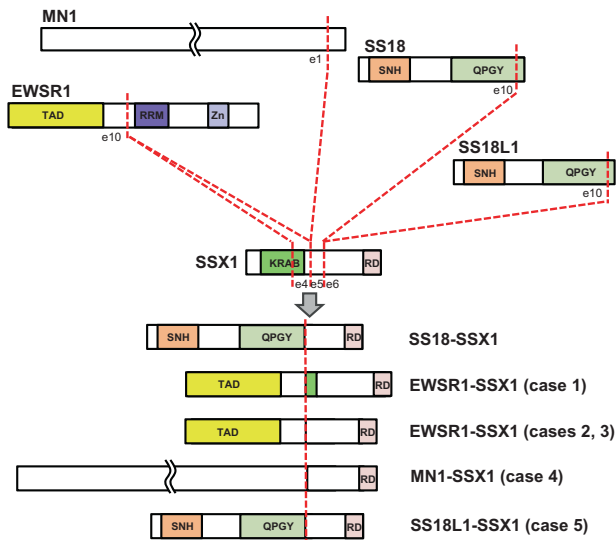 MN1
e1
SS18
SNH QPGY
e10
EWSR1
TAD RRM Zn
e10
SS18L1
SNH QPGY
e10
SSX1
KRAB RD
e4 e5 e6
SNH QPGY RD SS18-SSX1
TAD RD EWSR1-SSX1 (case 1)
TAD RD EWSR1-SSX1 (cases 2, 3)
RD MN1-SSX1 (case 4)
SNH QPGY RD SS18L1-SSX1 (case 5)